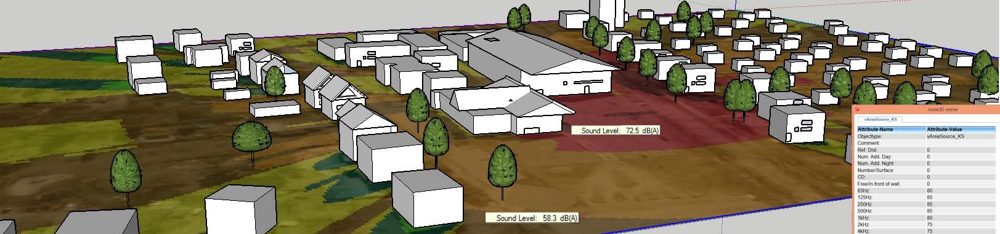 Sound Level: 72.5 dB(A)
Sound Level: 58.3 dB(A)
noise3D online
vAreaSource_KS
Attribute-Name Attribute-Value
Objecttype: vAreaSource_KS
Comment:
Ref. Dist: 0
Num. Add. Day: 0
Num. Add. Night: 0
Number/Surface: 0
CD: 0
Free/In front of wall: 0
63Hz: 80
125Hz: 85
250Hz: 85
500Hz: 85
1kHz: 80
2kHz: 75
4kHz: 75